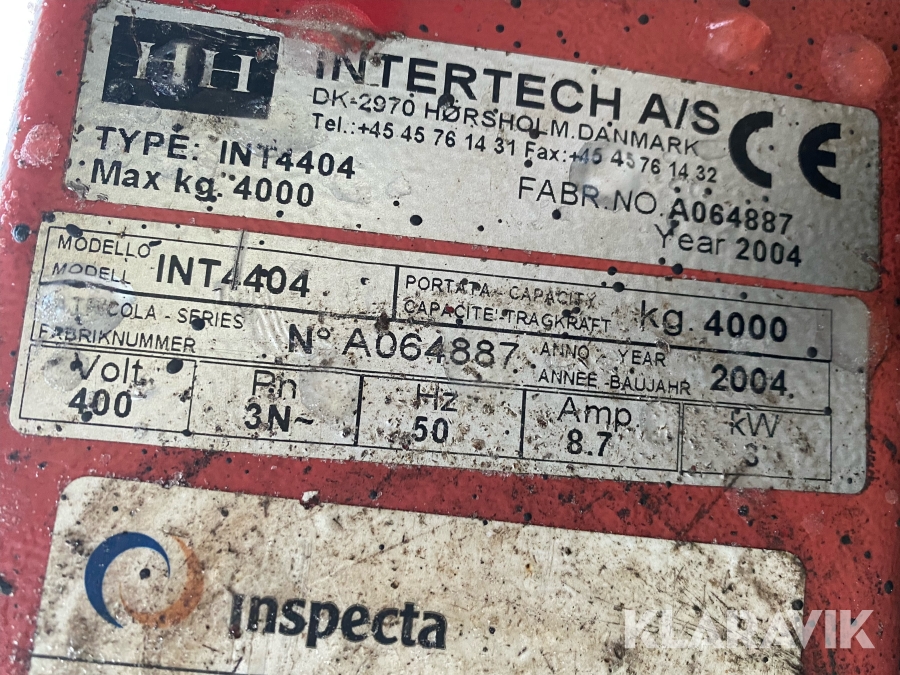 HH
INTERTECH A/S
DK-2970 HØRSHOLM.DANMARK
Tel.:+45 45 76 14 31 Fax:+45 45 76 14 32
TYPE: INT4404
Max kg. 4000
FABR.NO. A064887
Year 2004
CE
MODELLO
MODELL INT4404
PORTATA - CAPACITY
CAPACITE' TRAGKRAFT kg. 4000
COLA - SERIES
FABRIKNUMMER N° A064887
ANNO - YEAR
ANNEE - BAUJAHR 2004
Volt Ph Hz Amp. kW
400 3N~ 50 8.7 3
inspecta
KLARAVIK